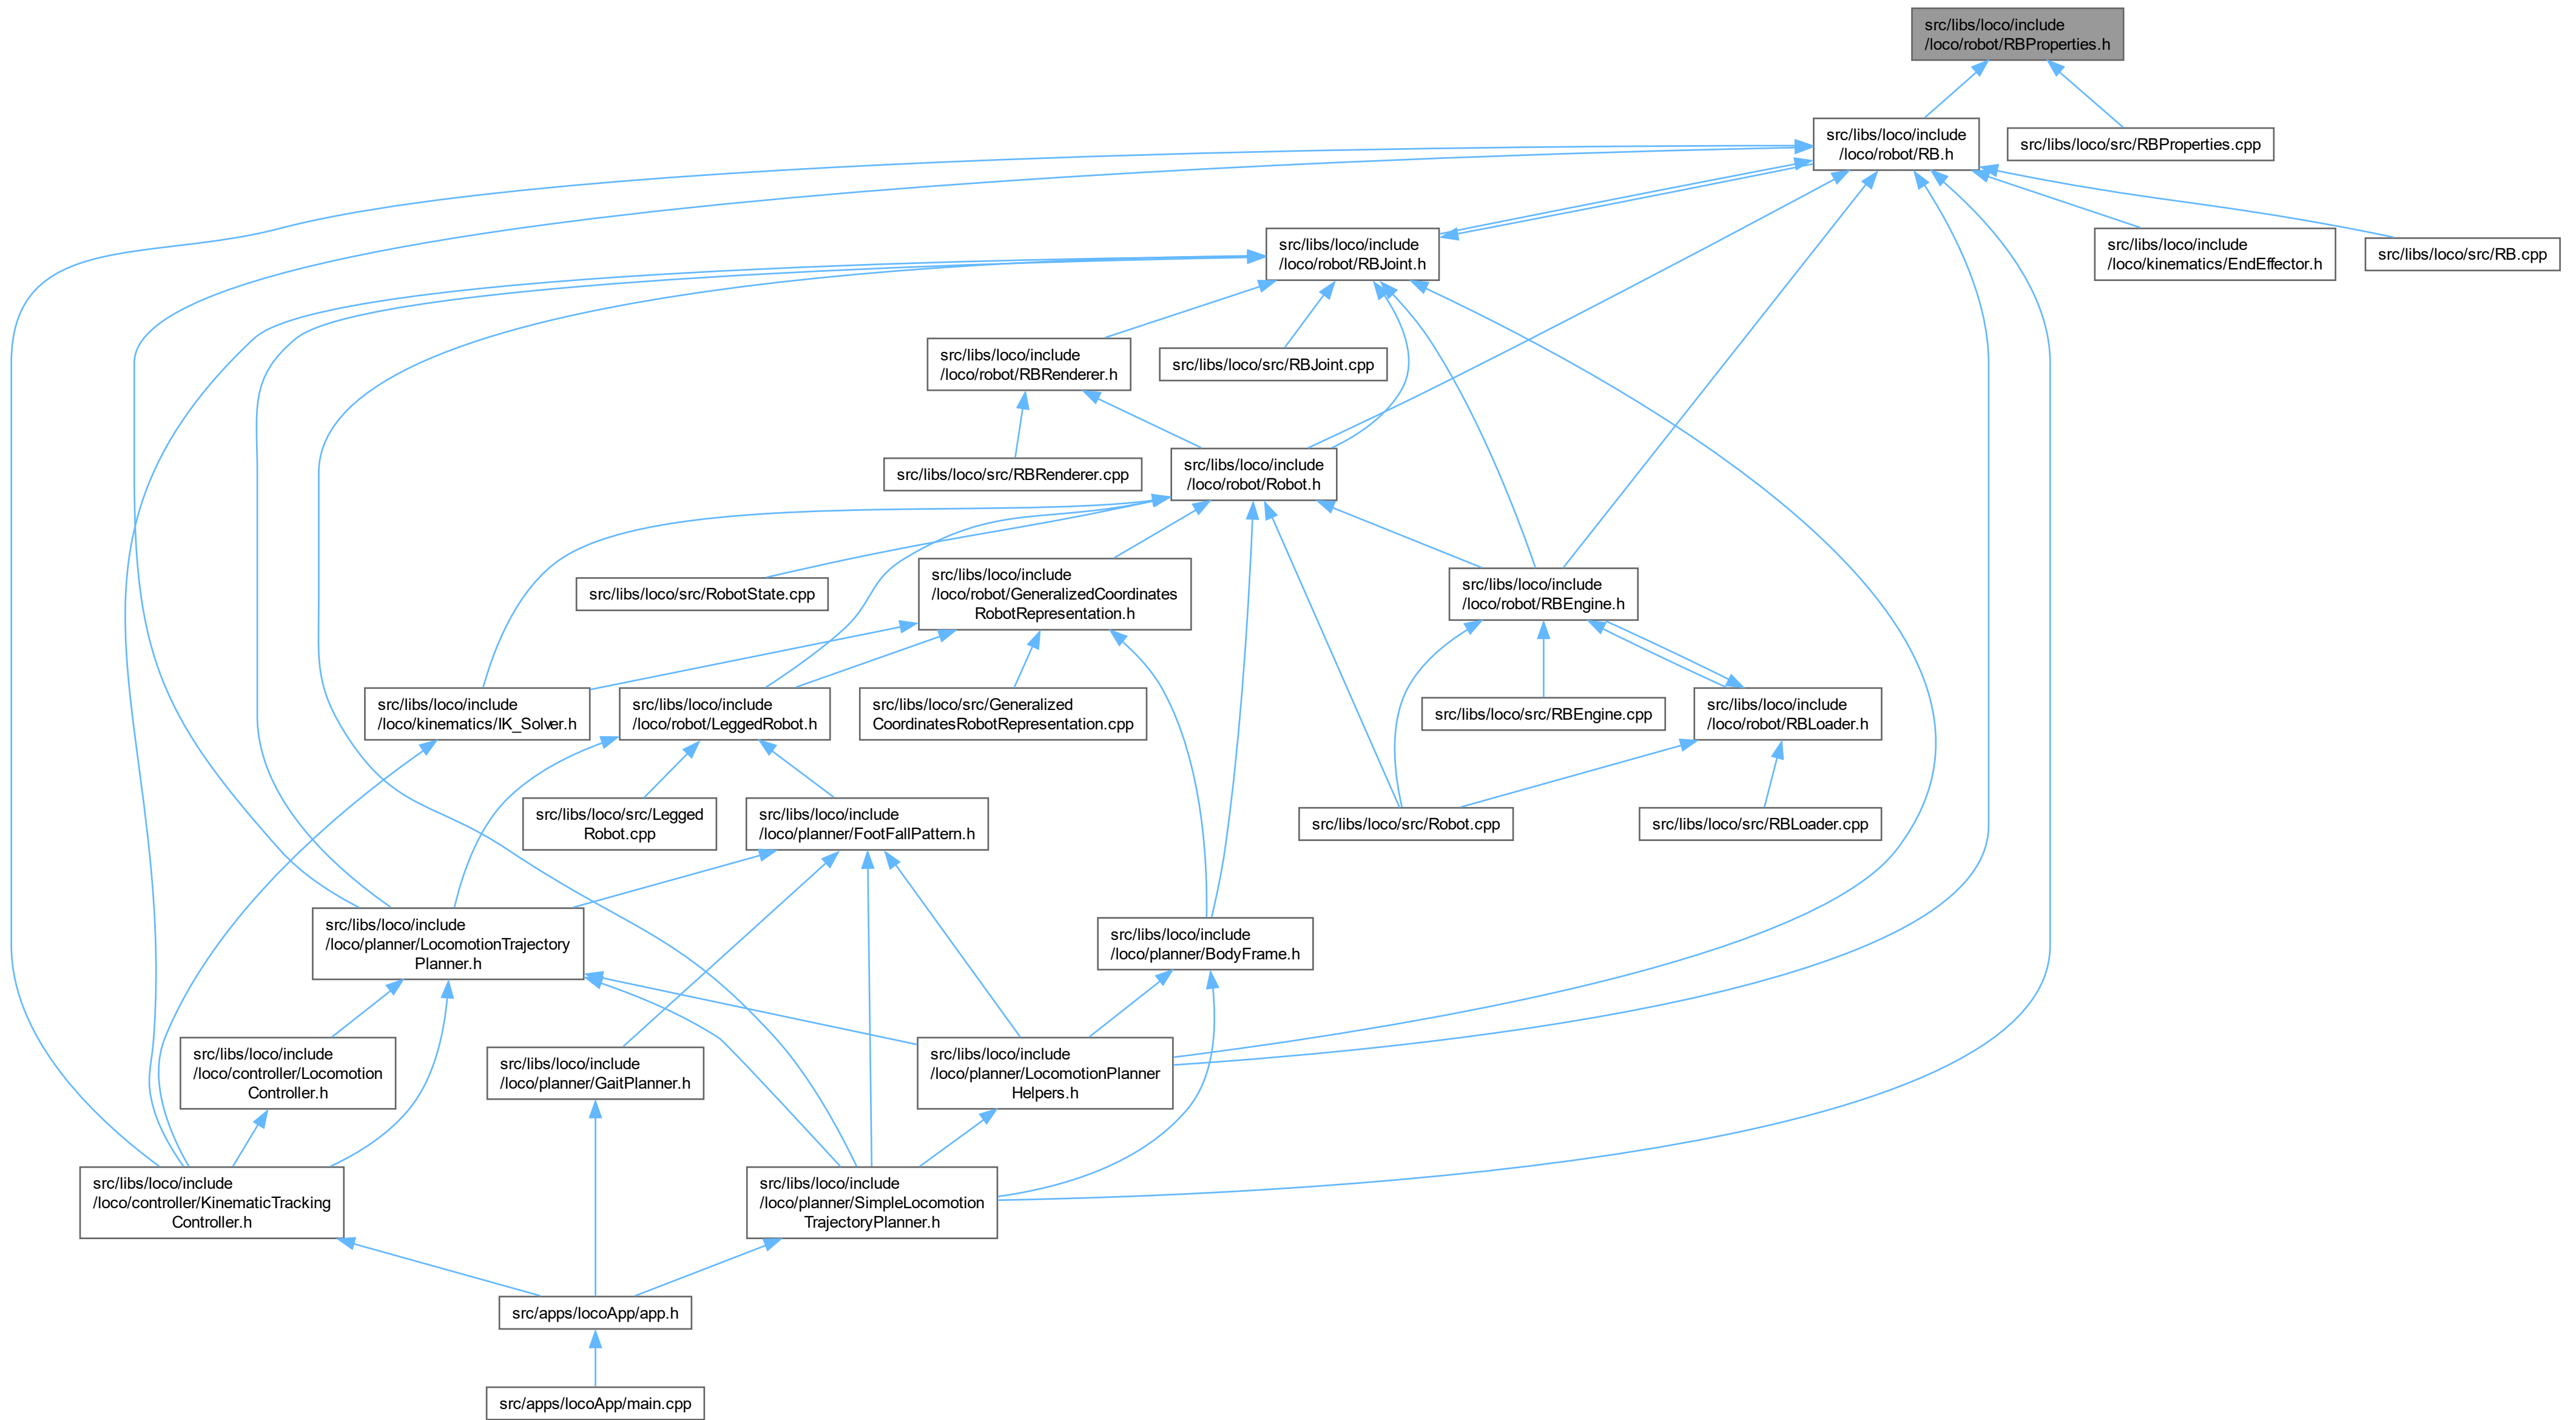 src/libs/loco/include
/loco/robot/RBProperties.h
src/libs/loco/include
/loco/robot/RB.h
src/libs/loco/src/RBProperties.cpp
src/libs/loco/include
/loco/robot/RBJoint.h
src/libs/loco/include
/loco/kinematics/EndEffector.h
src/libs/loco/src/RB.cpp
src/libs/loco/include
/loco/robot/RBRenderer.h
src/libs/loco/src/RBJoint.cpp
src/libs/loco/src/RBRenderer.cpp
src/libs/loco/include
/loco/robot/Robot.h
src/libs/loco/src/RobotState.cpp
src/libs/loco/include
/loco/robot/GeneralizedCoordinates
RobotRepresentation.h
src/libs/loco/include
/loco/robot/RBEngine.h
src/libs/loco/include
/loco/kinematics/IK_Solver.h
src/libs/loco/include
/loco/robot/LeggedRobot.h
src/libs/loco/src/Generalized
CoordinatesRobotRepresentation.cpp
src/libs/loco/src/RBEngine.cpp
src/libs/loco/include
/loco/robot/RBLoader.h
src/libs/loco/src/Legged
Robot.cpp
src/libs/loco/include
/loco/planner/FootFallPattern.h
src/libs/loco/src/Robot.cpp
src/libs/loco/src/RBLoader.cpp
src/libs/loco/include
/loco/planner/LocomotionTrajectory
Planner.h
src/libs/loco/include
/loco/planner/BodyFrame.h
src/libs/loco/include
/loco/controller/Locomotion
Controller.h
src/libs/loco/include
/loco/planner/GaitPlanner.h
src/libs/loco/include
/loco/planner/LocomotionPlanner
Helpers.h
src/libs/loco/include
/loco/controller/KinematicTracking
Controller.h
src/libs/loco/include
/loco/planner/SimpleLocomotion
TrajectoryPlanner.h
src/apps/locoApp/app.h
src/apps/locoApp/main.cpp